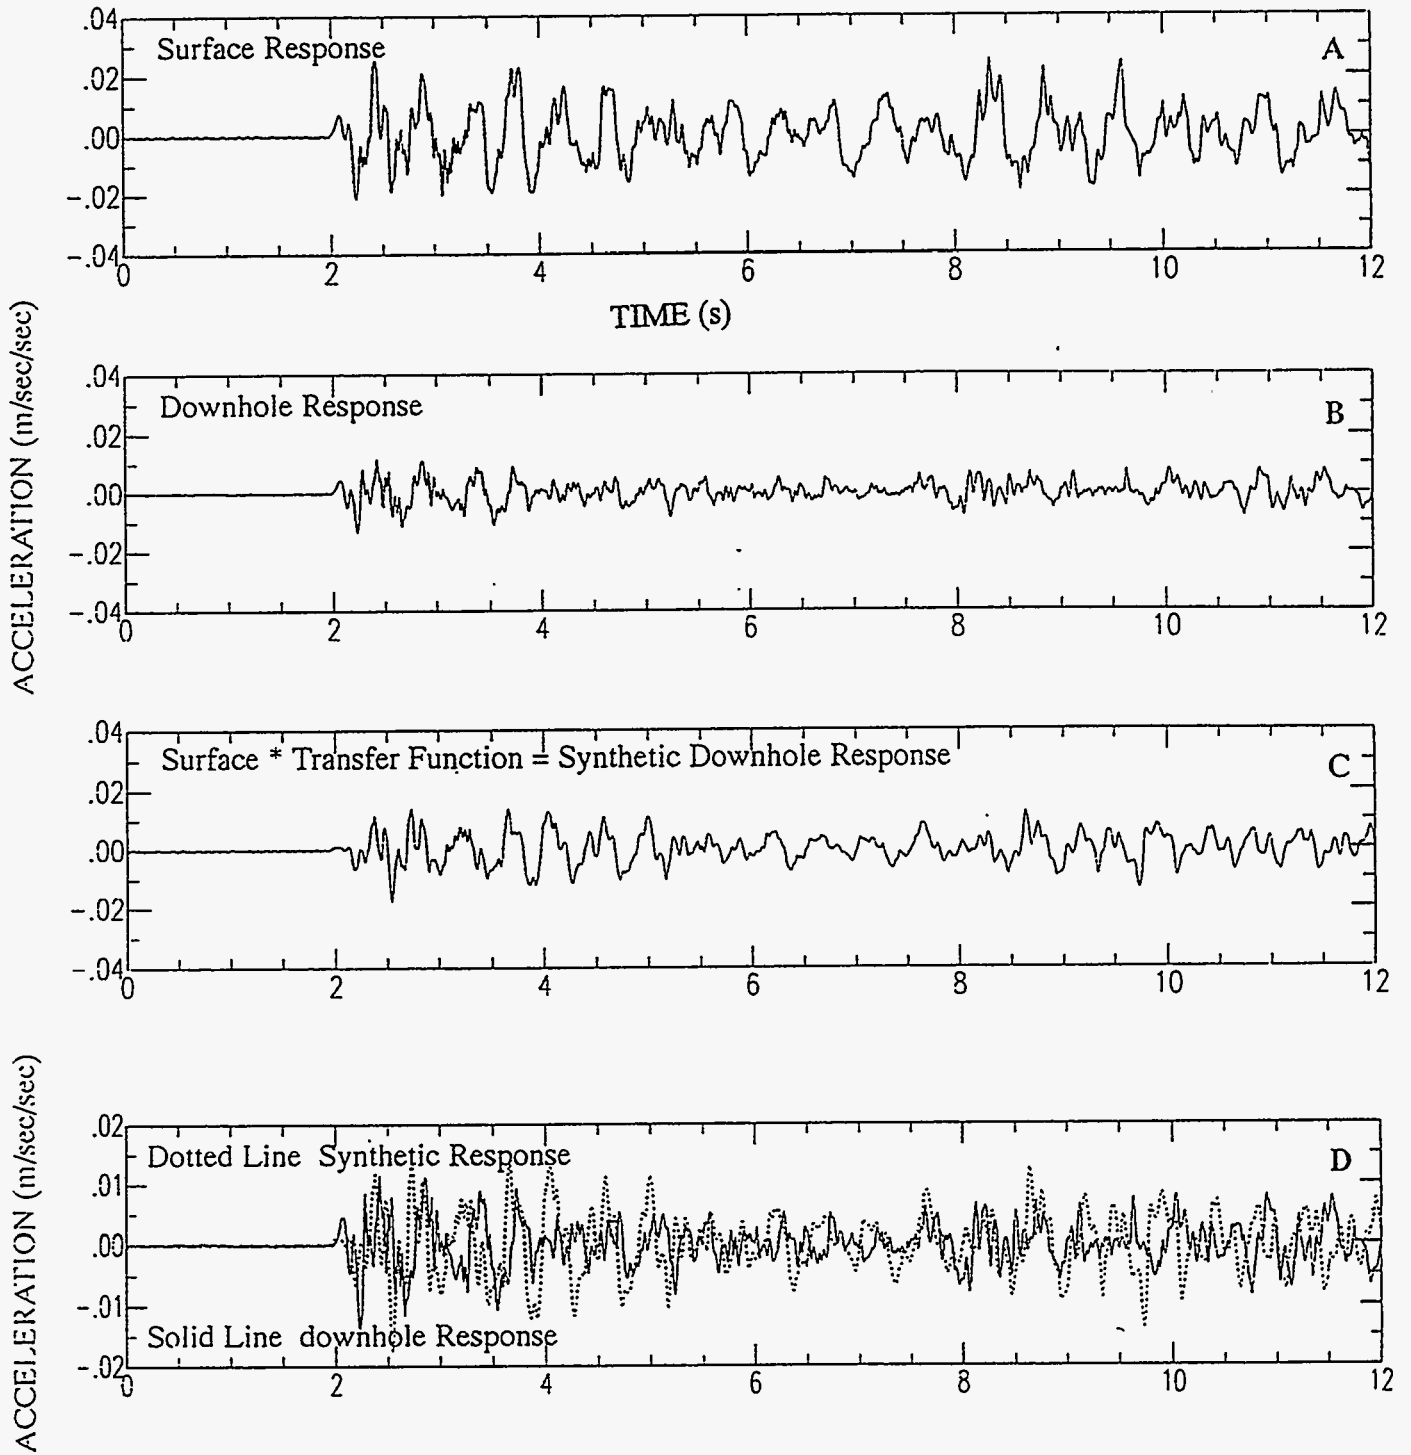 .04
Surface Response
A
.02
.00
-.02
-.04
0 2 4 6 8 10 12
TIME (s)
ACCELERATION (m/sec/sec)
.04
Downhole Response
B
.02
.00
-.02
-.04
0 2 4 6 8 10 12
.04
Surface * Transfer Function = Synthetic Downhole Response
C
.02
.00
-.02
-.04
0 2 4 6 8 10 12
ACCELERATION (m/sec/sec)
.02
Dotted Line Synthetic Response
D
.01
.00
-.01
Solid Line downhole Response
-.02
0 2 4 6 8 10 12